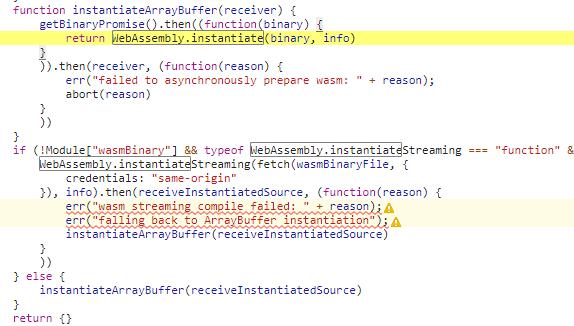 function instantiateArrayBuffer(receiver) {
getBinaryPromise().then((function(binary) {
return WebAssembly.instantiate(binary, info)
}
)).then(receiver, (function(reason) {
err("failed to asynchronously prepare wasm: " + reason);
abort(reason)
}
))
}
if (!Module["wasmBinary"] && typeof WebAssembly.instantiateStreaming === "function" &
WebAssembly.instantiateStreaming(fetch(wasmBinaryFile, {
credentials: "same-origin"
}), info).then(receiveInstantiatedSource, (function(reason) {
err("wasm streaming compile failed: " + reason);
err("falling back to ArrayBuffer instantiation");
instantiateArrayBuffer(receiveInstantiatedSource)
}
))
} else {
instantiateArrayBuffer(receiveInstantiatedSource)
}
return {}